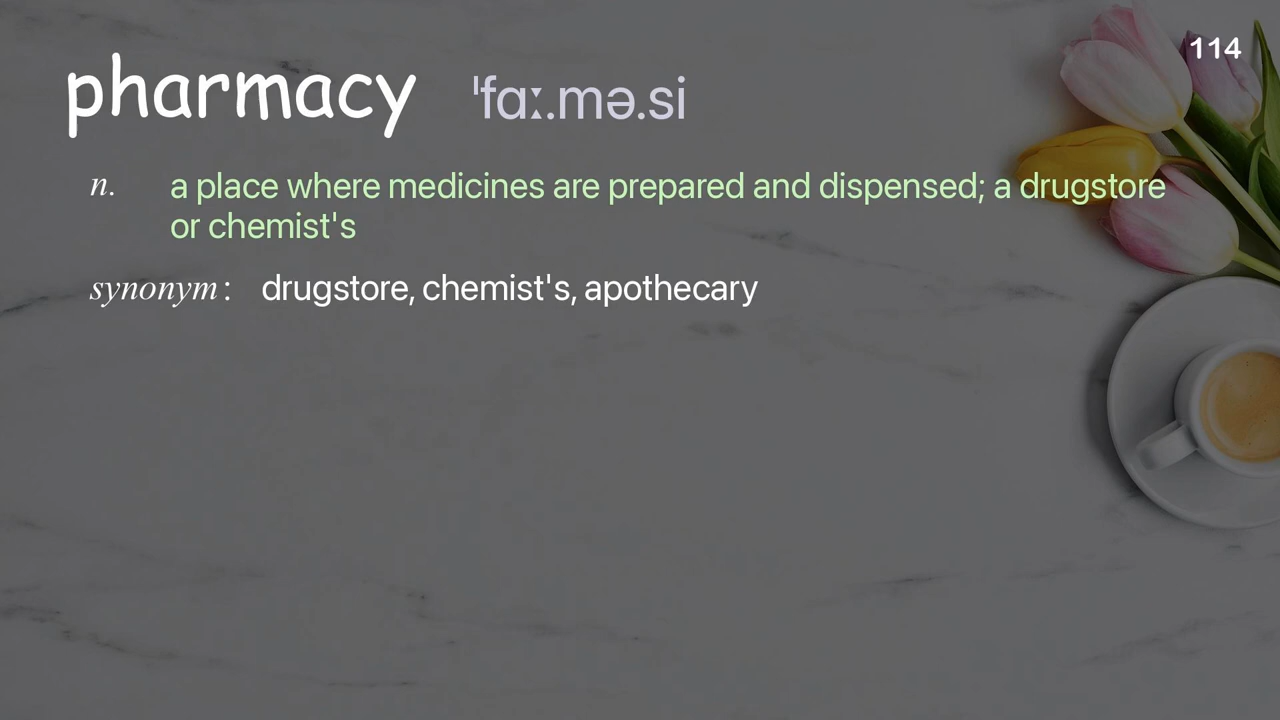 114
pharmacy ˈfɑː.mə.si
n. a place where medicines are prepared and dispensed; a drugstore
or chemist's
synonym: drugstore, chemist's, apothecary